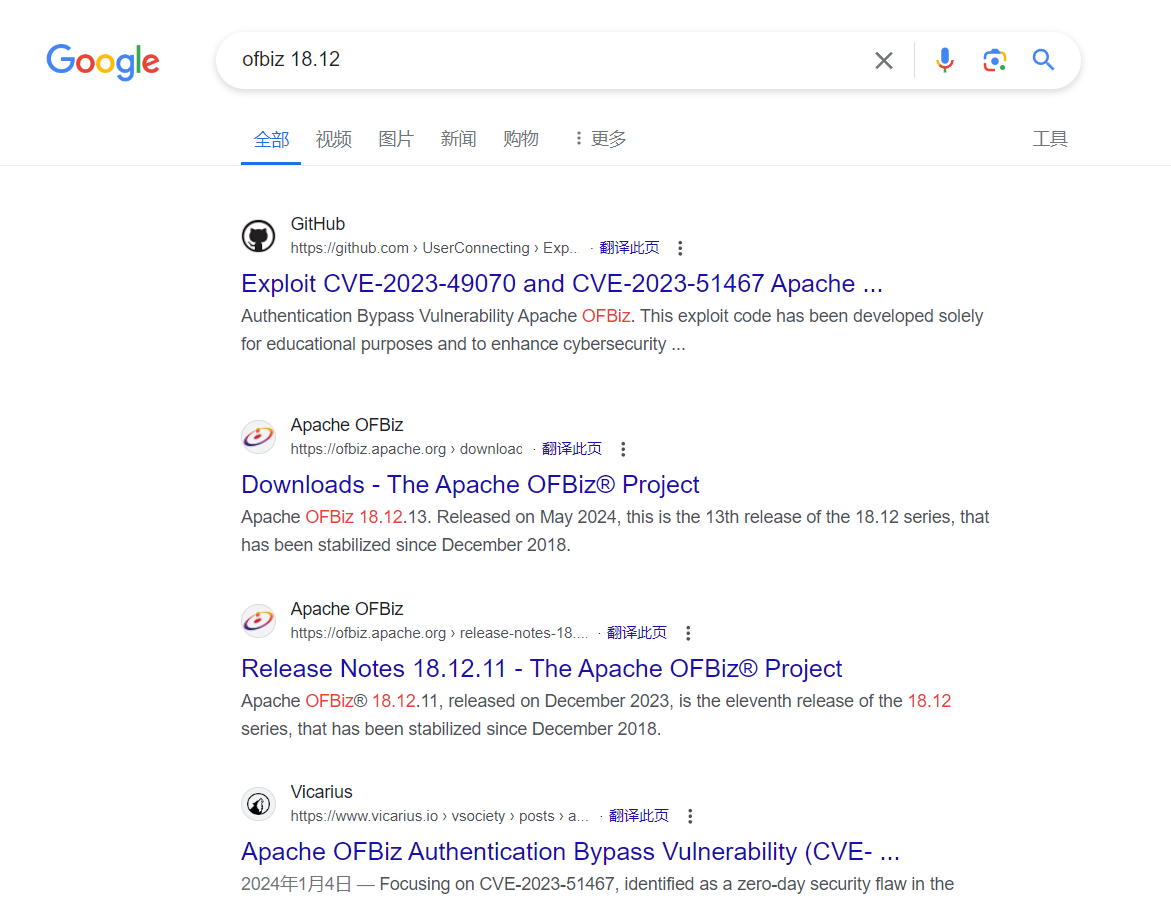 Google
ofbiz 18.12
全部 视频 图片 新闻 购物 更多 工具
GitHub
https://github.com › UserConnecting › Exp... · 翻译此页
Exploit CVE-2023-49070 and CVE-2023-51467 Apache ...
Authentication Bypass Vulnerability Apache OFBiz. This exploit code has been developed solely
for educational purposes and to enhance cybersecurity ...
Apache OFBiz
https://ofbiz.apache.org › download · 翻译此页
Downloads - The Apache OFBiz® Project
Apache OFBiz 18.12.13. Released on May 2024, this is the 13th release of the 18.12 series, that
has been stabilized since December 2018.
Apache OFBiz
https://ofbiz.apache.org › release-notes-18.... · 翻译此页
Release Notes 18.12.11 - The Apache OFBiz® Project
Apache OFBiz® 18.12.11, released on December 2023, is the eleventh release of the 18.12
series, that has been stabilized since December 2018.
Vicarius
https://www.vicarius.io › vsociety › posts › a... · 翻译此页
Apache OFBiz Authentication Bypass Vulnerability (CVE- ...
2024年1月4日 — Focusing on CVE-2023-51467, identified as a zero-day security flaw in the